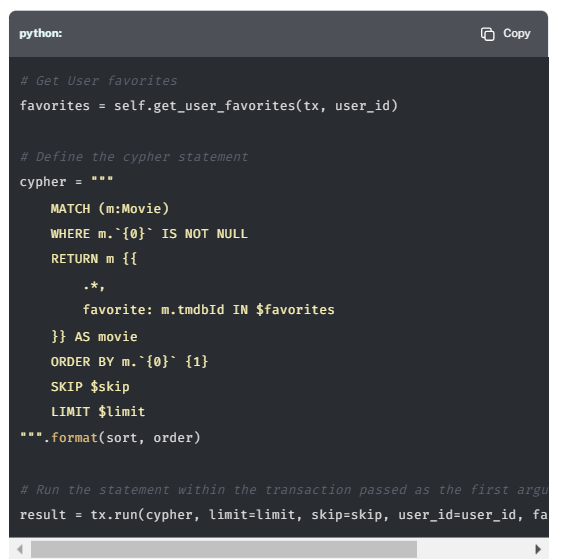 python:
Copy
# Get User favorites
favorites = self.get_user_favorites(tx, user_id)
# Define the cypher statement
cypher = """
MATCH (m:Movie)
WHERE m.`{0}` IS NOT NULL
RETURN m {{
.*,
favorite: m.tmdbId IN $favorites
}} AS movie
ORDER BY m.`{0}` {1}
SKIP $skip
LIMIT $limit
""".format(sort, order)
# Run the statement within the transaction passed as the first argu
result = tx.run(cypher, limit=limit, skip=skip, user_id=user_id, fa